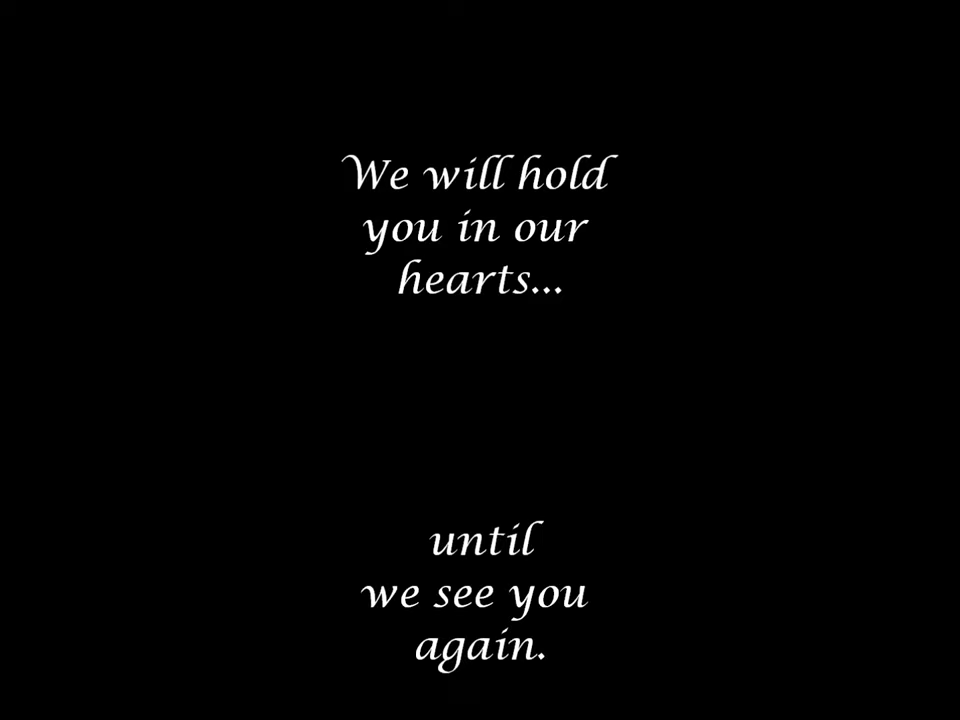 We will hold
you in our
hearts...
until
we see you
again.